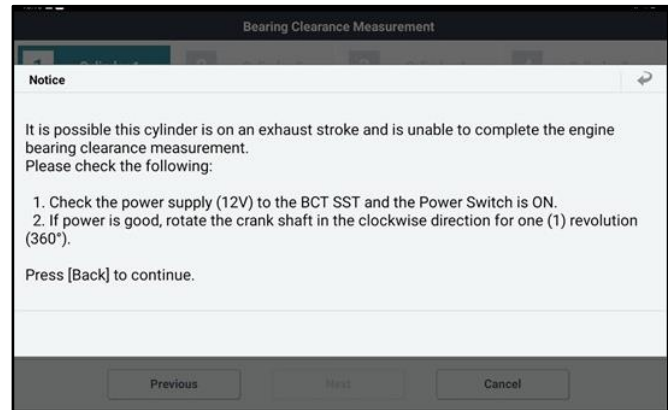 Bearing Clearance Measurement
Notice
It is possible this cylinder is on an exhaust stroke and is unable to complete the engine
bearing clearance measurement.
Please check the following:
1. Check the power supply (12V) to the BCT SST and the Power Switch is ON.
2. If power is good, rotate the crank shaft in the clockwise direction for one (1) revolution
(360°).
Press [Back] to continue.
Previous Next Cancel